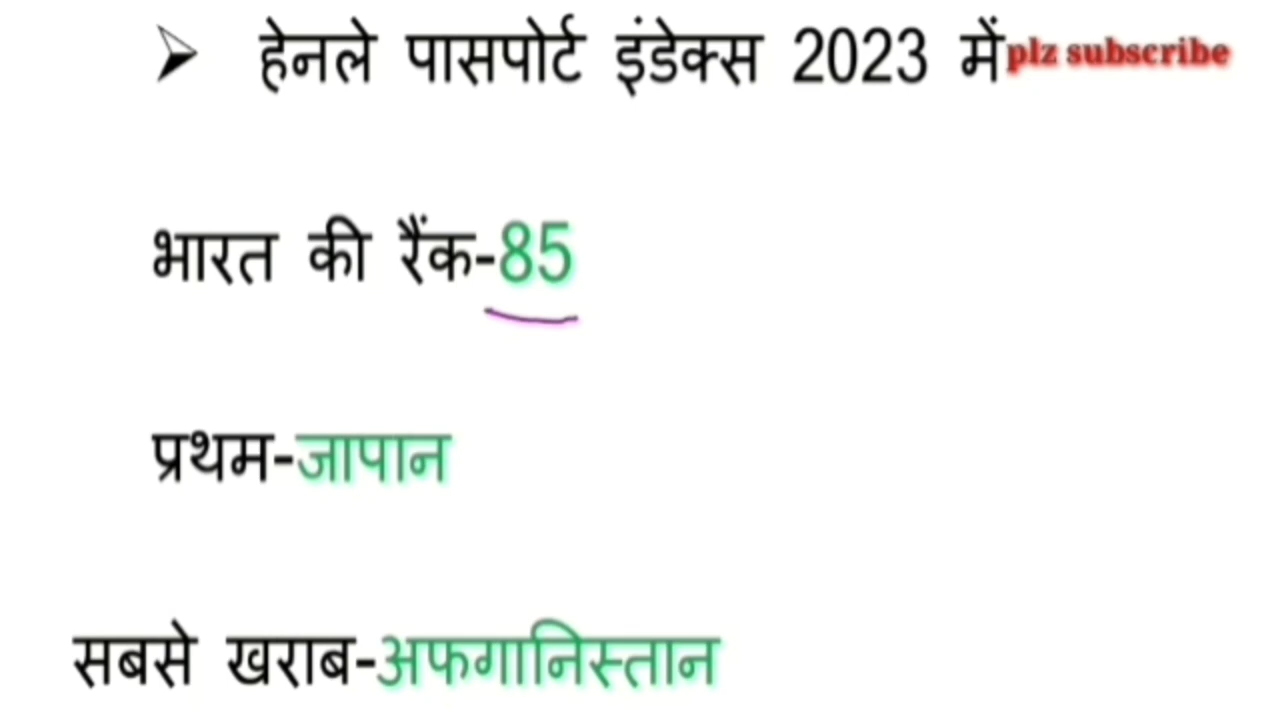 ➢ हेनले पासपोर्ट इंडेक्स 2023 में plz subscribe
भारत की रैंक-85
प्रथम-जापान
सबसे खराब-अफगानिस्तान